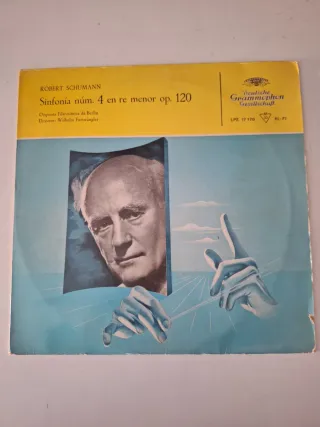 ROBERT SCHUMANN
Sinfonía núm. 4 en re menor op. 120
Orquesta Filarmónica de Berlín
Director: Wilhelm Furtwängler
Deutsche
Grammophon
Gesellschaft
LPE